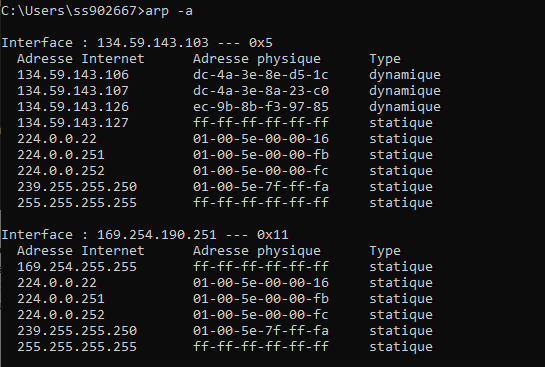 C:\Users\ss902667>arp -a
Interface : 134.59.143.103 --- 0x5
Adresse Internet Adresse physique Type
134.59.143.106 dc-4a-3e-8e-d5-1c dynamique
134.59.143.107 dc-4a-3e-8a-23-c0 dynamique
134.59.143.126 ec-9b-8b-f3-97-85 dynamique
134.59.143.127 ff-ff-ff-ff-ff-ff statique
224.0.0.22 01-00-5e-00-00-16 statique
224.0.0.251 01-00-5e-00-00-fb statique
224.0.0.252 01-00-5e-00-00-fc statique
239.255.255.250 01-00-5e-7f-ff-fa statique
255.255.255.255 ff-ff-ff-ff-ff-ff statique
Interface : 169.254.190.251 --- 0x11
Adresse Internet Adresse physique Type
169.254.255.255 ff-ff-ff-ff-ff-ff statique
224.0.0.22 01-00-5e-00-00-16 statique
224.0.0.251 01-00-5e-00-00-fb statique
224.0.0.252 01-00-5e-00-00-fc statique
239.255.255.250 01-00-5e-7f-ff-fa statique
255.255.255.255 ff-ff-ff-ff-ff-ff statique